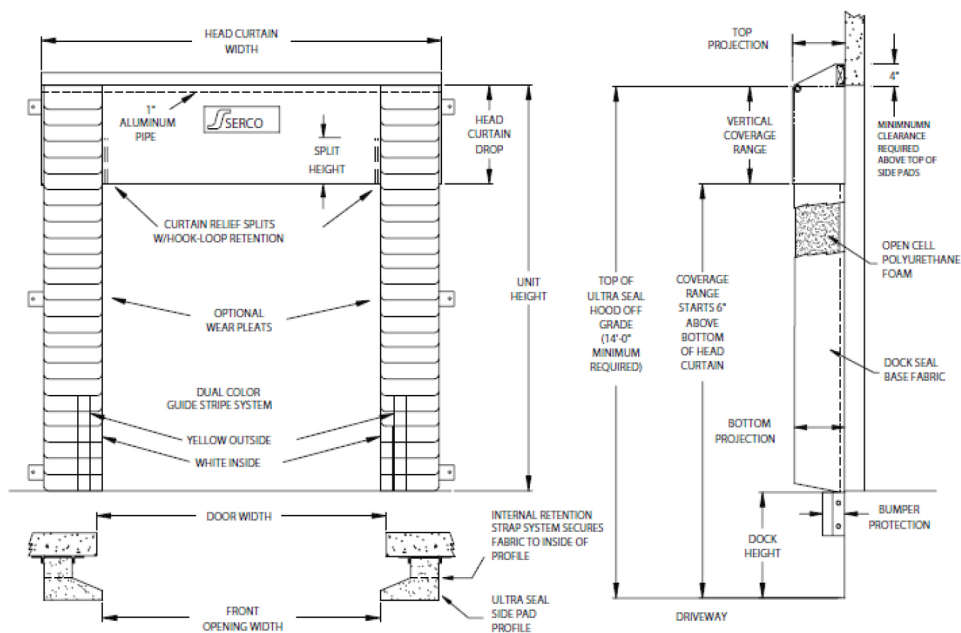 HEAD CURTAIN
WIDTH
1"
ALUMINUM
PIPE
SERCO
SPLIT
HEIGHT
HEAD
CURTAIN
DROP
CURTAIN RELIEF SPLITS
W/HOOK-LOOP RETENTION
UNIT
HEIGHT
OPTIONAL
WEAR PLEATS
DUAL COLOR
GUIDE STRIPE SYSTEM
YELLOW OUTSIDE
WHITE INSIDE
DOOR WIDTH
INTERNAL RETENTION
STRAP SYSTEM SECURES
FABRIC TO INSIDE OF
PROFILE
ULTRA SEAL
SIDE PAD
PROFILE
FRONT
OPENING WIDTH
TOP
PROJECTION
4"
VERTICAL
COVERAGE
RANGE
MINIMNUM
CLEARANCE
REQUIRED
ABOVE TOP OF
SIDE PADS
OPEN CELL
POLYURETHANE
FOAM
TOP OF
ULTRA SEAL
HOOD OFF
GRADE
(14'-0"
MINIMUM
REQUIRED)
COVERAGE
RANGE
STARTS 6"
ABOVE
BOTTOM
OF HEAD
CURTAIN
DOCK SEAL
BASE FABRIC
BOTTOM
PROJECTION
BUMPER
PROTECTION
DOCK
HEIGHT
DRIVEWAY